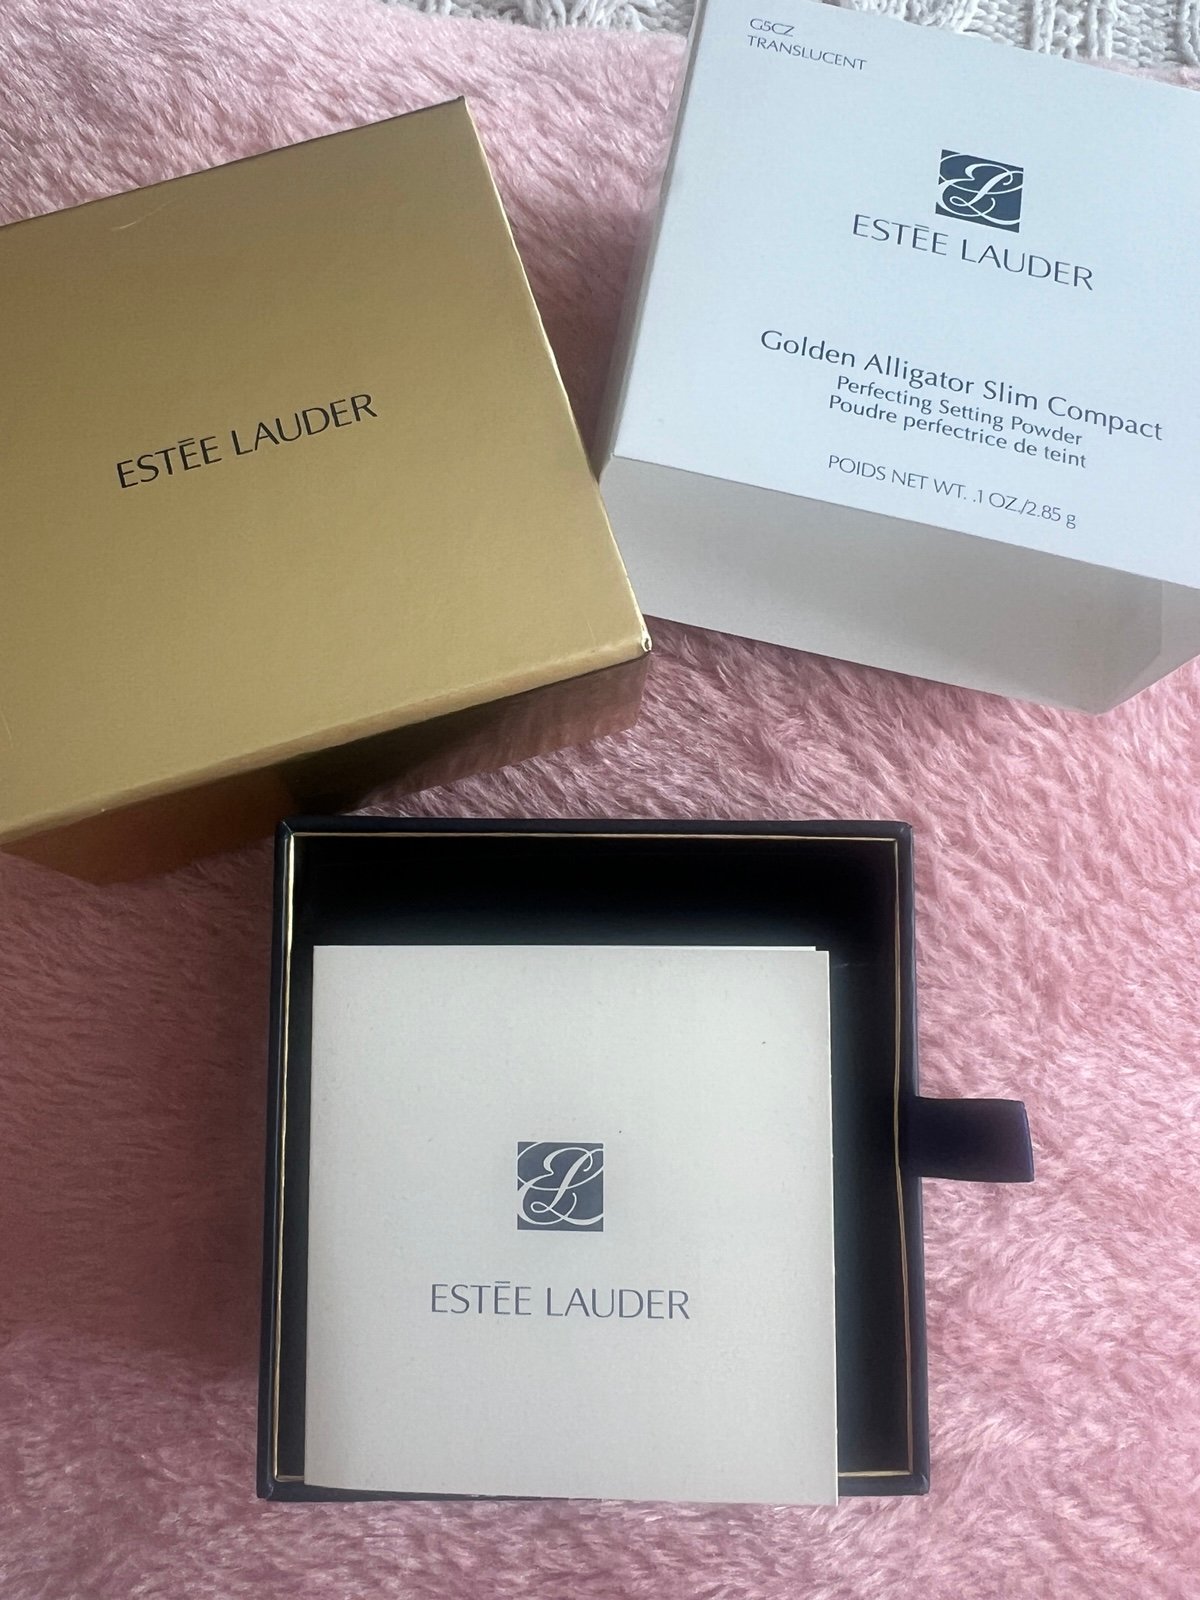 G5CZ
TRANSLUCENT
ESTĒE LAUDER
Golden Alligator Slim Compact
Perfecting Setting Powder
Poudre perfectrice de teint
POIDS NET WT. .1 OZ./2.85 g
ESTĒE LAUDER
ESTĒE LAUDER